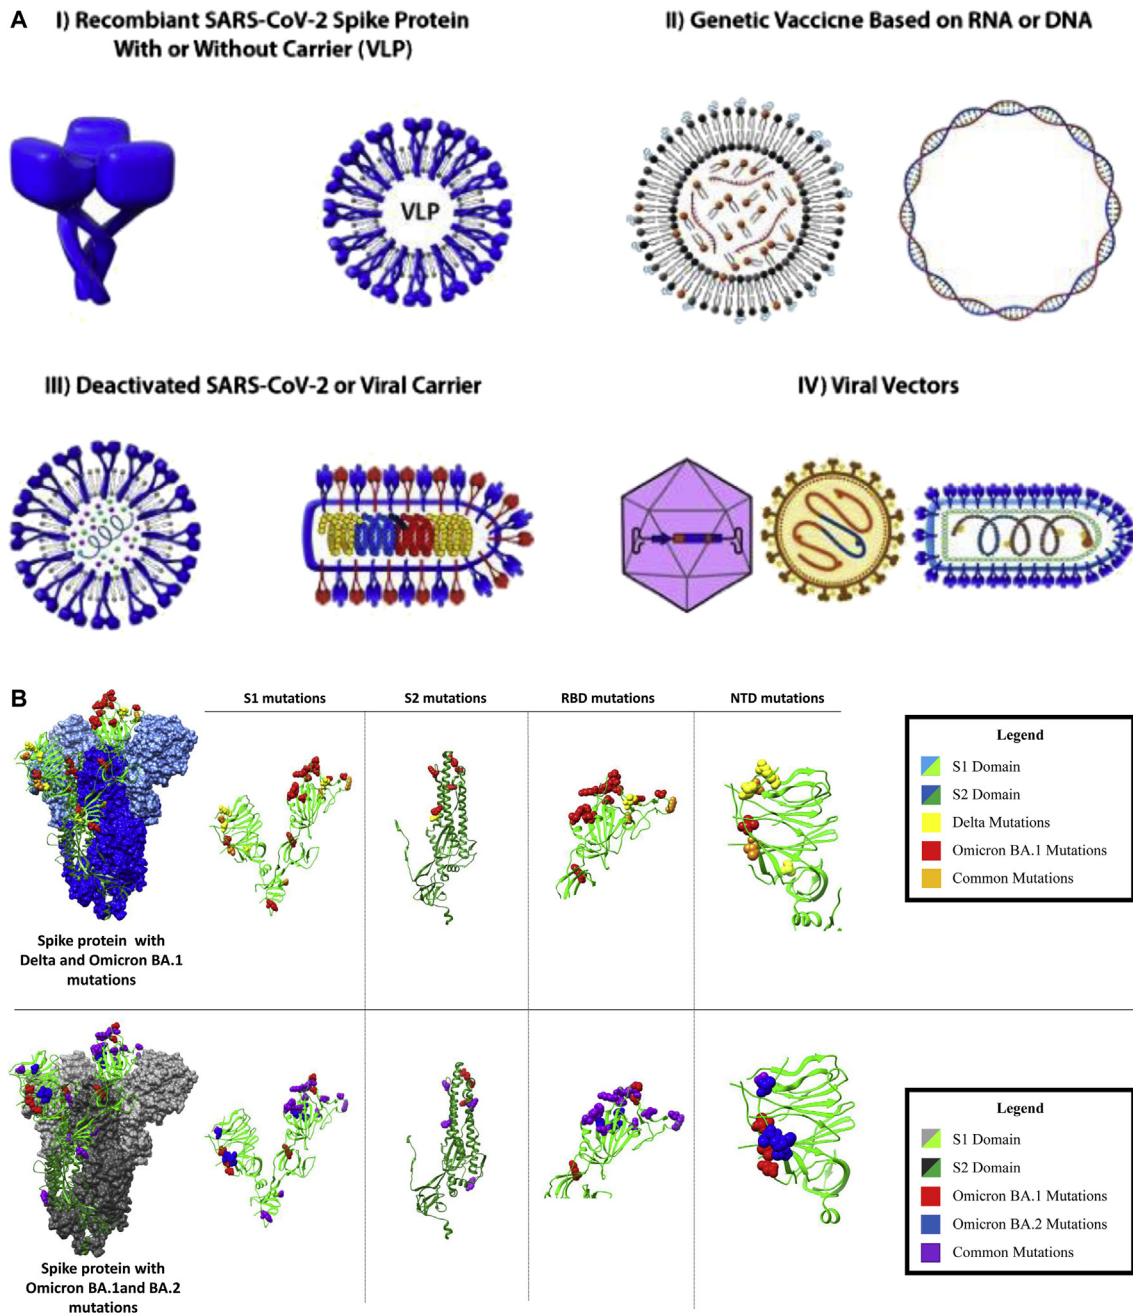 A
I) Recombiant SARS-CoV-2 Spike Protein
With or Without Carrier (VLP)
II) Genetic Vaccicne Based on RNA or DNA
VLP
III) Deactivated SARS-CoV-2 or Viral Carrier
IV) Viral Vectors
B
S1 mutations
S2 mutations
RBD mutations
NTD mutations
Spike protein with
Delta and Omicron BA.1
mutations
Legend
S1 Domain
S2 Domain
Delta Mutations
Omicron BA.1 Mutations
Common Mutations
Spike protein with
Omicron BA.1and BA.2
mutations
Legend
S1 Domain
S2 Domain
Omicron BA.1 Mutations
Omicron BA.2 Mutations
Common Mutations